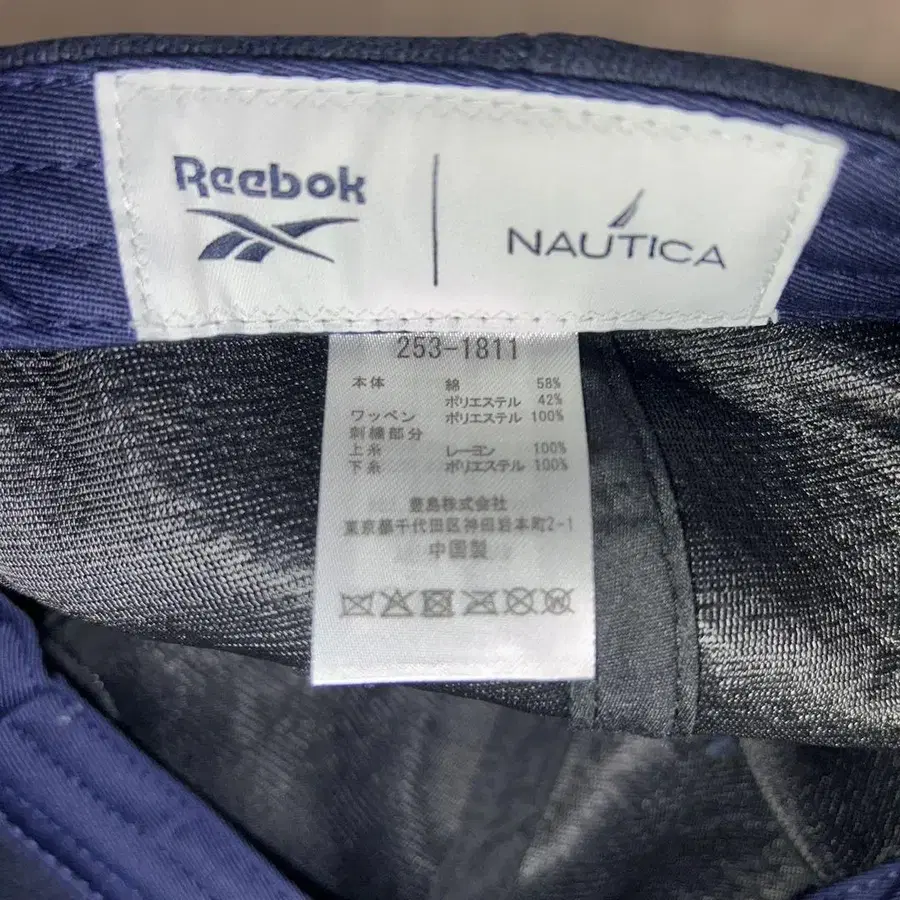 Reebok
NAUTICA
253-1811
本体 綿 58%
ポリエステル 42%
ワッペン ポリエステル 100%
刺繍部分
上糸 レーヨン 100%
下糸 ポリエステル 100%
豊島株式会社
東京都千代田区神田岩本町2-1
中国製